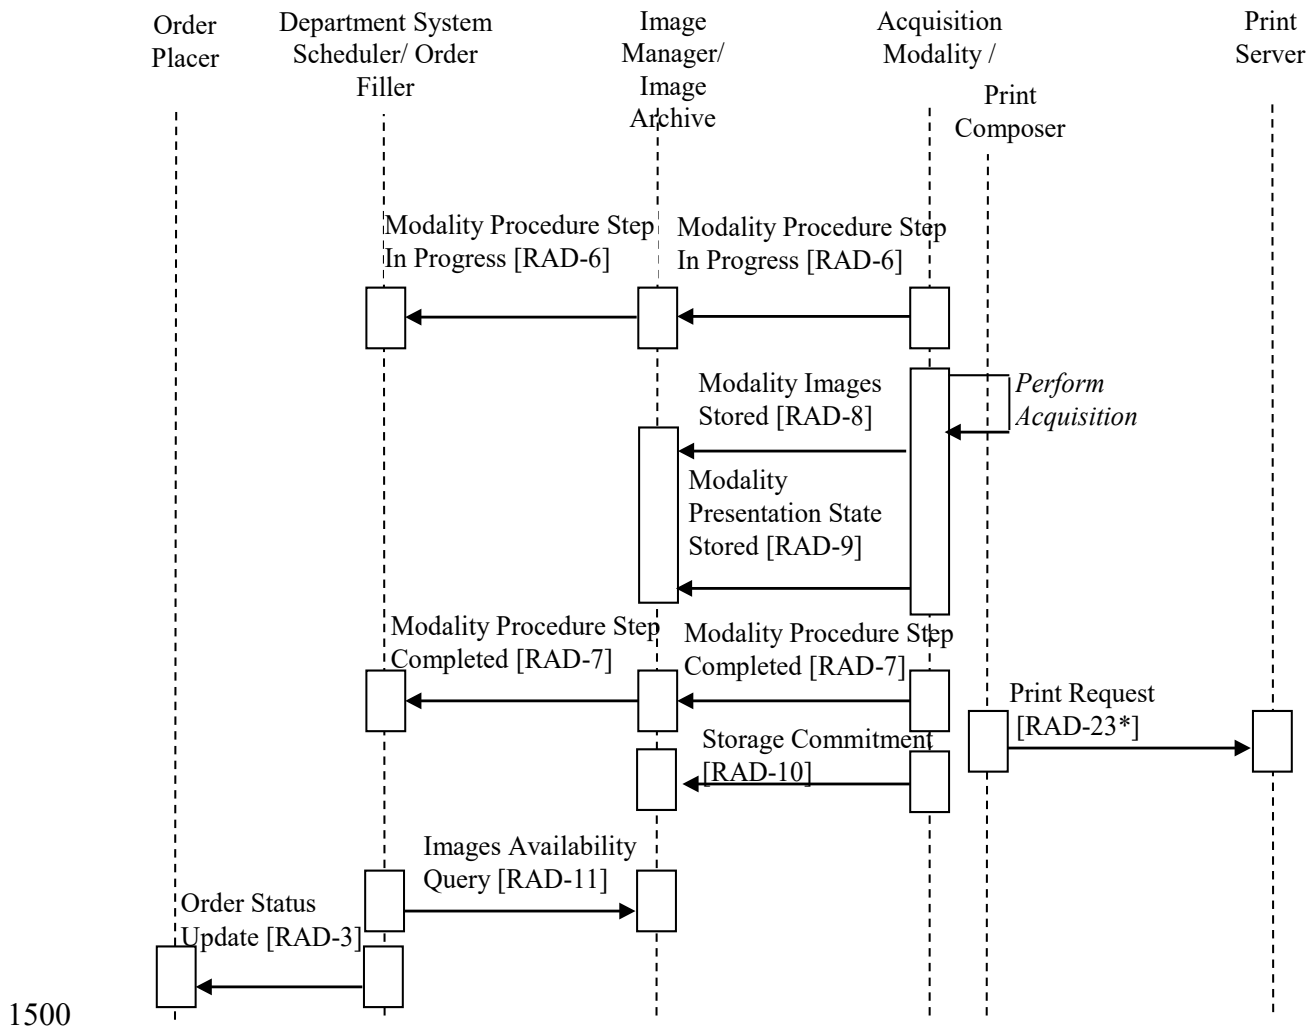 Order
Placer
Department System
Scheduler/ Order
Filler
Image
Manager/
Image
Archive
Acquisition
Modality /
Print
Composer
Print
Server
Modality Procedure Step
In Progress [RAD-6]
Modality Procedure Step
In Progress [RAD-6]
Modality Images
Stored [RAD-8]
Perform
Acquisition
Modality
Presentation State
Stored [RAD-9]
Modality Procedure Step
Completed [RAD-7]
Modality Procedure Step
Completed [RAD-7]
Print Request
[RAD-23*]
Storage Commitment
[RAD-10]
Images Availability
Query [RAD-11]
Order Status
Update [RAD-3]
1500